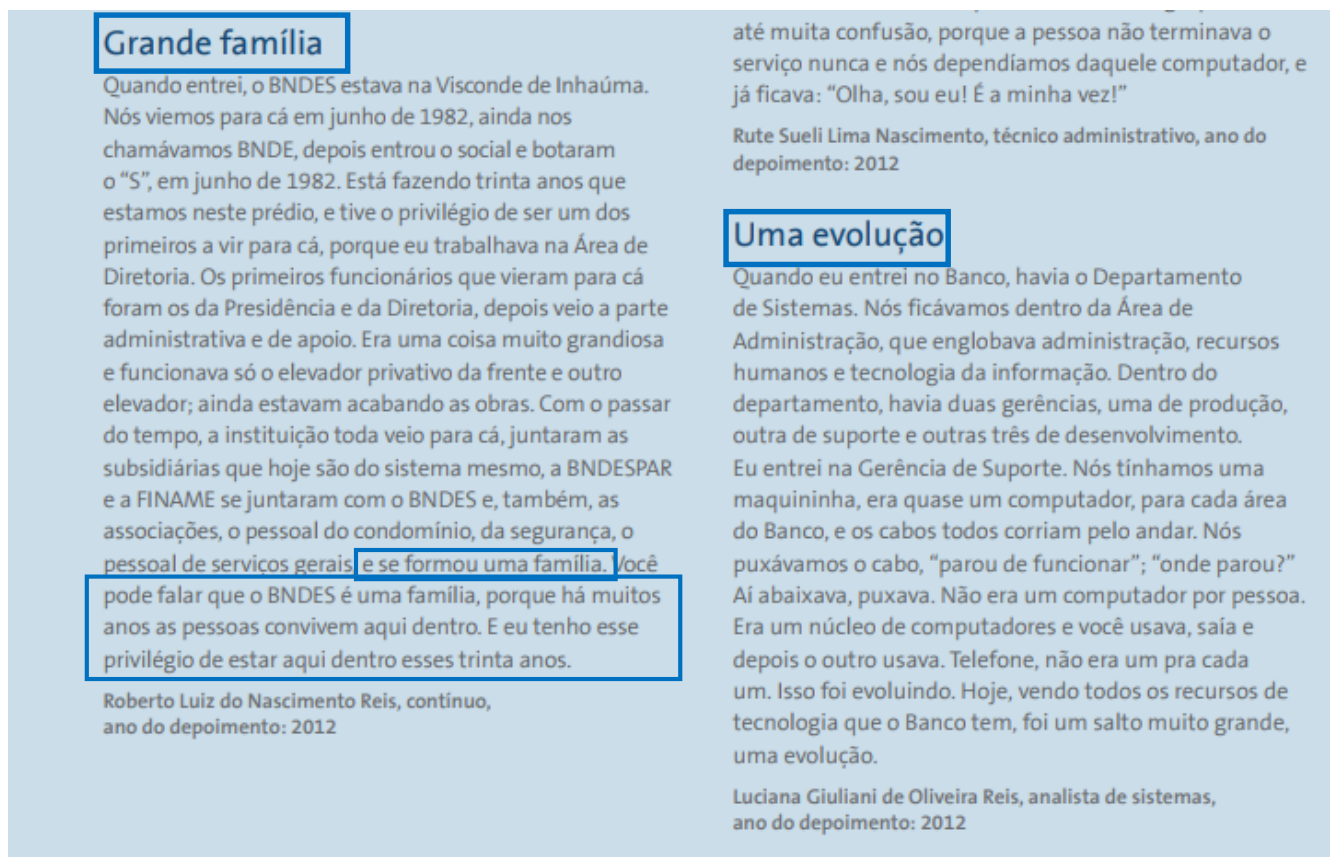 Grande família
Quando entrei, o BNDES estava na Visconde de Inhaúma.
Nós viemos para cá em junho de 1982, ainda nos
chamávamos BNDE, depois entrou o social e botaram
o “S”, em junho de 1982. Está fazendo trinta anos que
estamos neste prédio, e tive o privilégio de ser um dos
primeiros a vir para cá, porque eu trabalhava na Área de
Diretoria. Os primeiros funcionários que vieram para cá
foram os da Presidência e da Diretoria, depois veio a parte
administrativa e de apoio. Era uma coisa muito grandiosa
e funcionava só o elevador privativo da frente e outro
elevador; ainda estavam acabando as obras. Com o passar
do tempo, a instituição toda veio para cá, juntaram as
subsidiárias que hoje são do sistema mesmo, a BNDESPAR
e a FINAME se juntaram com o BNDES e, também, as
associações, o pessoal do condomínio, da segurança, o
pessoal de serviços gerais, e se formou uma família. Você
pode falar que o BNDES é uma família, porque há muitos
anos as pessoas convivem aqui dentro. E eu tenho esse
privilégio de estar aqui dentro esses trinta anos.
Roberto Luiz do Nascimento Reis, contínuo,
ano do depoimento: 2012
até muita confusão, porque a pessoa não terminava o
serviço nunca e nós dependíamos daquele computador, e
já ficava: “Olha, sou eu! É a minha vez!”
Rute Sueli Lima Nascimento, técnico administrativo, ano do
depoimento: 2012
Uma evolução
Quando eu entrei no Banco, havia o Departamento
de Sistemas. Nós ficávamos dentro da Área de
Administração, que englobava administração, recursos
humanos e tecnologia da informação. Dentro do
departamento, havia duas gerências, uma de produção,
outra de suporte e outras três de desenvolvimento.
Eu entrei na Gerência de Suporte. Nós tínhamos uma
maquininha, era quase um computador, para cada área
do Banco, e os cabos todos corriam pelo andar. Nós
puxávamos o cabo, “parou de funcionar”; “onde parou?”
Aí abaixava, puxava. Não era um computador por pessoa.
Era um núcleo de computadores e você usava, saía e
depois o outro usava. Telefone, não era um pra cada
um. Isso foi evoluindo. Hoje, vendo todos os recursos de
tecnologia que o Banco tem, foi um salto muito grande,
uma evolução.
Luciana Giuliani de Oliveira Reis, analista de sistemas,
ano do depoimento: 2012